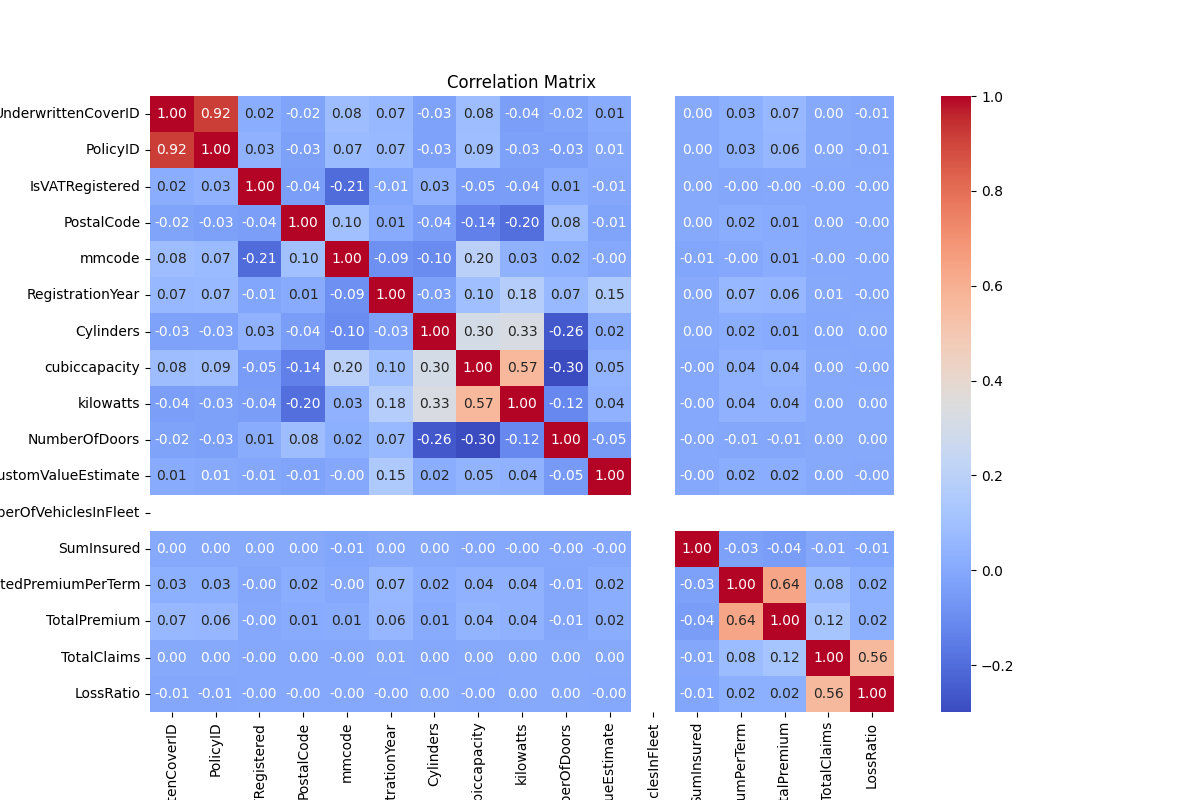 Correlation Matrix
UnderwrittenCoverID 1.00 0.92 0.02 -0.02 0.08 0.07 -0.03 0.08 -0.04 -0.02 0.01 0.00 0.03 0.07 0.00 -0.01
PolicyID 0.92 1.00 0.03 -0.03 0.07 0.07 -0.03 0.09 -0.03 -0.03 0.01 0.00 0.03 0.06 0.00 -0.01
IsVATRegistered 0.02 0.03 1.00 -0.04 -0.21 -0.01 0.03 -0.05 -0.04 0.01 -0.01 0.00 -0.00 -0.00 -0.00 -0.00
PostalCode -0.02 -0.03 -0.04 1.00 0.10 0.01 -0.04 -0.14 -0.20 0.08 -0.01 0.00 0.02 0.01 0.00 -0.00
mmcode 0.08 0.07 -0.21 0.10 1.00 -0.09 -0.10 0.20 0.03 0.02 -0.00 -0.01 -0.00 0.01 -0.00 -0.00
RegistrationYear 0.07 0.07 -0.01 0.01 -0.09 1.00 -0.03 0.10 0.18 0.07 0.15 0.00 0.07 0.06 0.01 -0.00
Cylinders -0.03 -0.03 0.03 -0.04 -0.10 -0.03 1.00 0.30 0.33 -0.26 0.02 0.00 0.02 0.01 0.00 0.00
cubiccapacity 0.08 0.09 -0.05 -0.14 0.20 0.10 0.30 1.00 0.57 -0.30 0.05 -0.00 0.04 0.04 0.00 -0.00
kilowatts -0.04 -0.03 -0.04 -0.20 0.03 0.18 0.33 0.57 1.00 -0.12 0.04 -0.00 0.04 0.04 0.00 0.00
NumberOfDoors -0.02 -0.03 0.01 0.08 0.02 0.07 -0.26 -0.30 -0.12 1.00 -0.05 -0.00 -0.01 -0.01 0.00 0.00
ustomValueEstimate 0.01 0.01 -0.01 -0.01 -0.00 0.15 0.02 0.05 0.04 -0.05 1.00 -0.00 0.02 0.02 0.00 -0.00
berOfVehiclesInFleet
SumInsured 0.00 0.00 0.00 0.00 -0.01 0.00 0.00 -0.00 -0.00 -0.00 -0.00 1.00 -0.03 -0.04 -0.01 -0.01
tedPremiumPerTerm 0.03 0.03 -0.00 0.02 -0.00 0.07 0.02 0.04 0.04 -0.01 0.02 -0.03 1.00 0.64 0.08 0.02
TotalPremium 0.07 0.06 -0.00 0.01 0.01 0.06 0.01 0.04 0.04 -0.01 0.02 -0.04 0.64 1.00 0.12 0.02
TotalClaims 0.00 0.00 -0.00 0.00 -0.00 0.01 0.00 0.00 0.00 0.00 0.00 -0.01 0.08 0.12 1.00 0.56
LossRatio -0.01 -0.01 -0.00 -0.00 -0.00 -0.00 0.00 -0.00 0.00 0.00 -0.00 -0.01 0.02 0.02 0.56 1.00
tenCoverID
PolicyID
Registered
PostalCode
mmcode
trationYear
Cylinders
biccapacity
kilowatts
berOfDoors
ueEstimate
clesInFleet
SumInsured
umPerTerm
talPremium
TotalClaims
LossRatio
1.0
0.8
0.6
0.4
0.2
0.0
−0.2